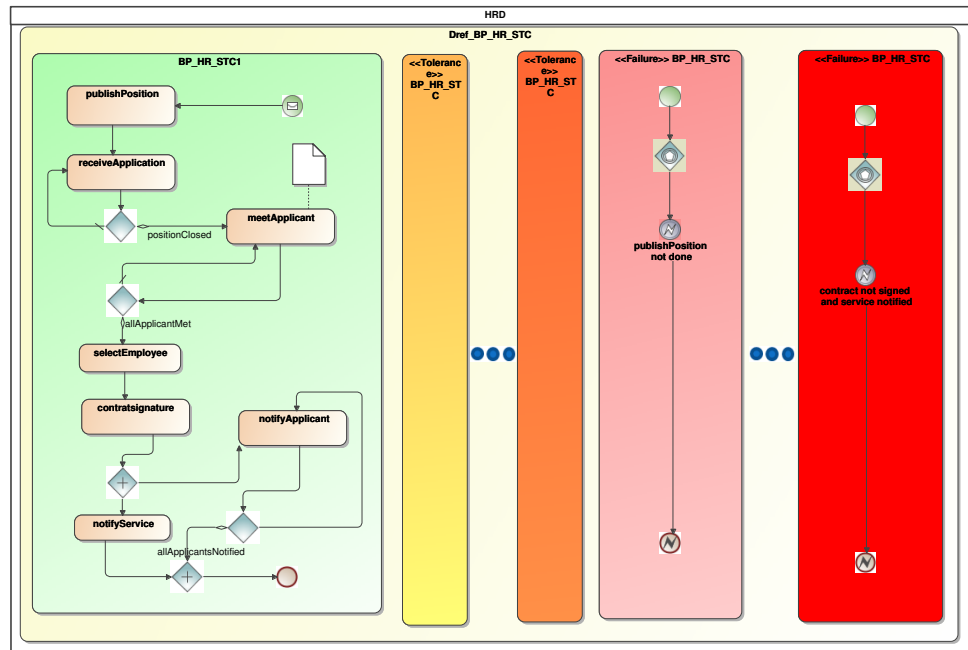 HRD
Dref_BP_HR_STC
BP_HR_STC1
publishPosition
receiveApplication
positionClosed
meetApplicant
allApplicantMet
selectEmployee
contratsignature
notifyApplicant
notifyService
allApplicantsNotified
<<Toleranc
e>>
BP_HR_ST
C
<<Toleranc
e>>
BP_HR_ST
C
<<Failure>> BP_HR_STC
publishPosition
not done
<<Failure>> BP_HR_STC
contract not signed
and service notified